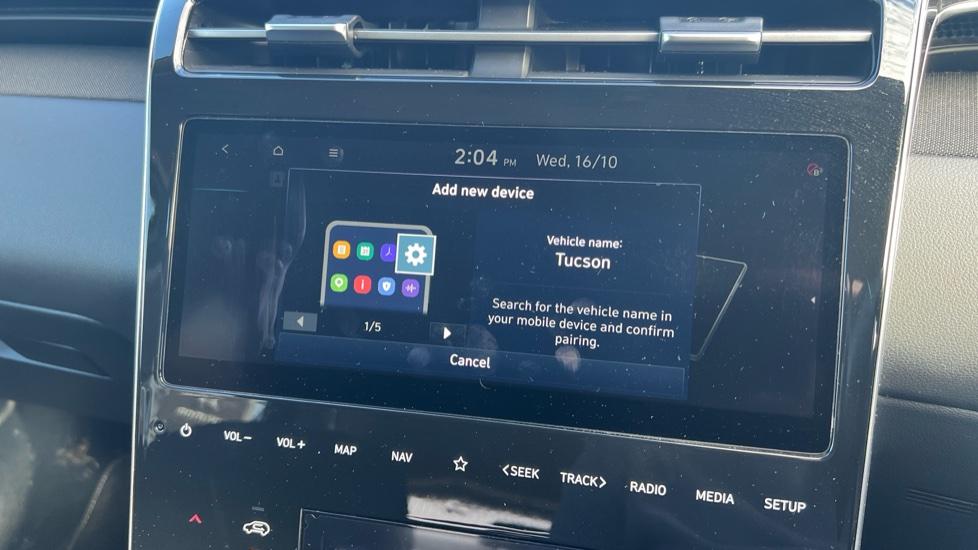 2:04 PM Wed, 16/10
Add new device
Vehicle name:
Tucson
Search for the vehicle name in
your mobile device and confirm
pairing.
1/5
Cancel
VOL− VOL+ MAP NAV <SEEK TRACK> RADIO MEDIA SETUP